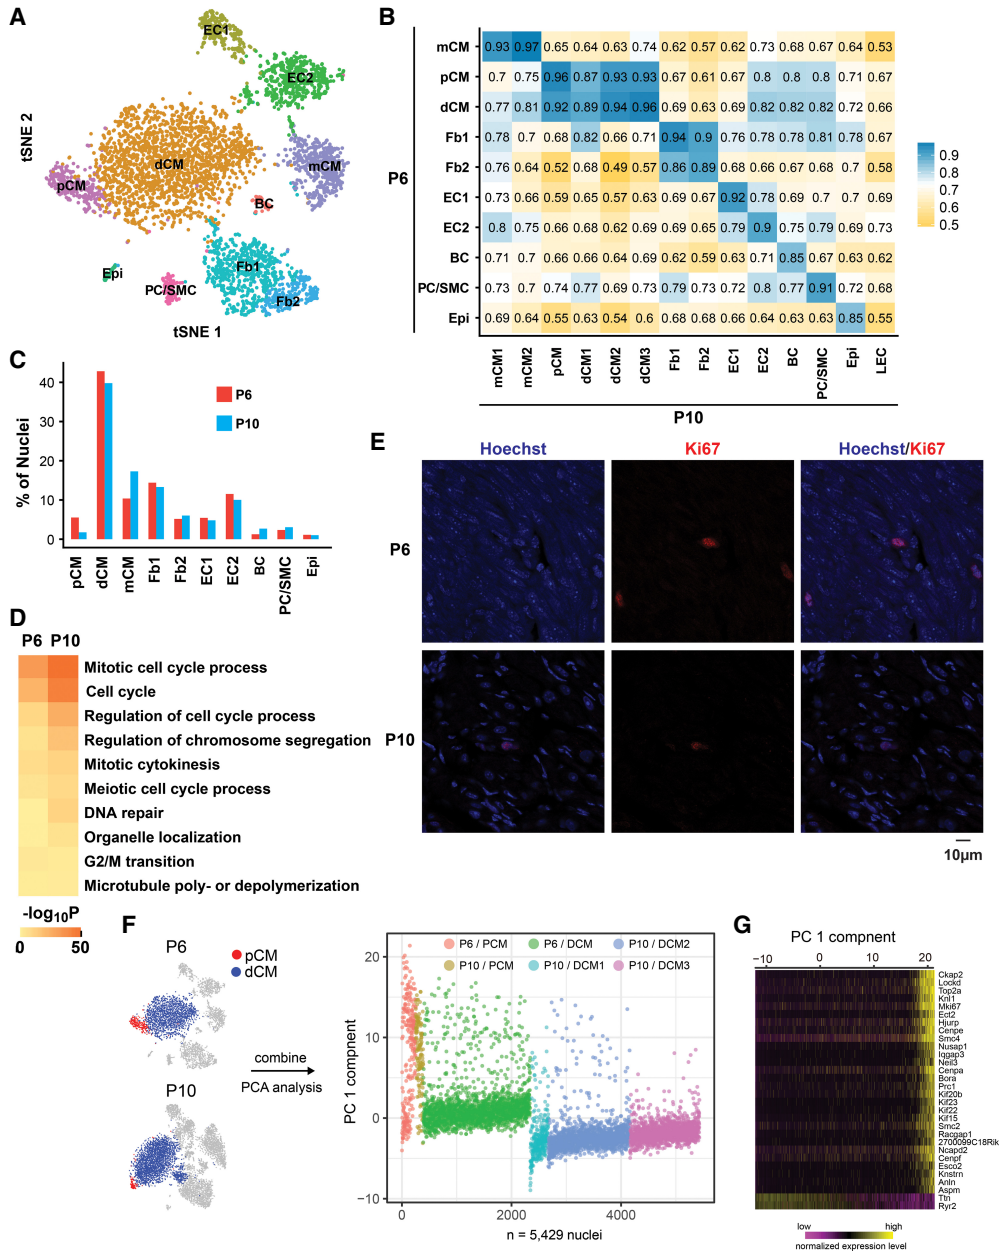 A
EC1
EC2
dCM
mCM
pCM
BC
Epi
Fb1
PC/SMC
Fb2
tSNE 2
tSNE 1
B
P6
mCM 0.93 0.97 0.65 0.64 0.63 0.74 0.62 0.57 0.62 0.73 0.68 0.67 0.64 0.53
pCM 0.7 0.75 0.96 0.87 0.93 0.93 0.67 0.61 0.67 0.8 0.8 0.8 0.71 0.67
dCM 0.77 0.81 0.92 0.89 0.94 0.96 0.69 0.63 0.69 0.82 0.82 0.82 0.72 0.66
Fb1 0.78 0.7 0.68 0.82 0.66 0.71 0.94 0.9 0.76 0.78 0.78 0.81 0.78 0.67
Fb2 0.76 0.64 0.52 0.68 0.49 0.57 0.86 0.89 0.68 0.66 0.67 0.68 0.7 0.58
EC1 0.73 0.66 0.59 0.65 0.57 0.63 0.69 0.67 0.92 0.78 0.69 0.7 0.7 0.69
EC2 0.8 0.75 0.66 0.68 0.62 0.69 0.69 0.65 0.79 0.9 0.75 0.79 0.69 0.73
BC 0.71 0.7 0.66 0.66 0.64 0.69 0.62 0.59 0.63 0.71 0.85 0.67 0.63 0.62
PC/SMC 0.73 0.7 0.74 0.77 0.69 0.73 0.79 0.73 0.72 0.8 0.77 0.91 0.72 0.68
Epi 0.69 0.64 0.55 0.63 0.54 0.6 0.68 0.68 0.66 0.64 0.63 0.63 0.85 0.55
mCM1 mCM2 pCM dCM1 dCM2 dCM3 Fb1 Fb2 EC1 EC2 BC PC/SMC Epi LEC
P10
0.9
0.8
0.7
0.6
0.5
C
% of Nuclei
40
30
20
10
0
P6
P10
pCM dCM mCM Fb1 Fb2 EC1 EC2 BC PC/SMC Epi
D
P6 P10
Mitotic cell cycle process
Cell cycle
Regulation of cell cycle process
Regulation of chromosome segregation
Mitotic cytokinesis
Meiotic cell cycle process
DNA repair
Organelle localization
G2/M transition
Microtubule poly- or depolymerization
-log10P
0 50
E
Hoechst Ki67 Hoechst/Ki67
P6
P10
10μm
F
P6
pCM
dCM
P10
combine
PCA analysis
PC 1 compnent
20
10
0
−10
P6 / PCM P6 / DCM P10 / DCM2
P10 / PCM P10 / DCM1 P10 / DCM3
0 2000 4000
n = 5,429 nuclei
G
PC 1 compnent
−10 0 10 20
Ckap2
Lockd
Top2a
Knl1
Mki67
Ect2
Hjurp
Cenpe
Smc4
Nusap1
Iqgap3
Neil3
Cenpa
Bora
Prc1
Kif20b
Kif23
Kif22
Kif15
Smc2
Racgap1
2700099C18Rik
Ncapd2
Cenpf
Esco2
Knstrn
Anln
Aspm
Ttn
Ryr2
low high
normalized expression level